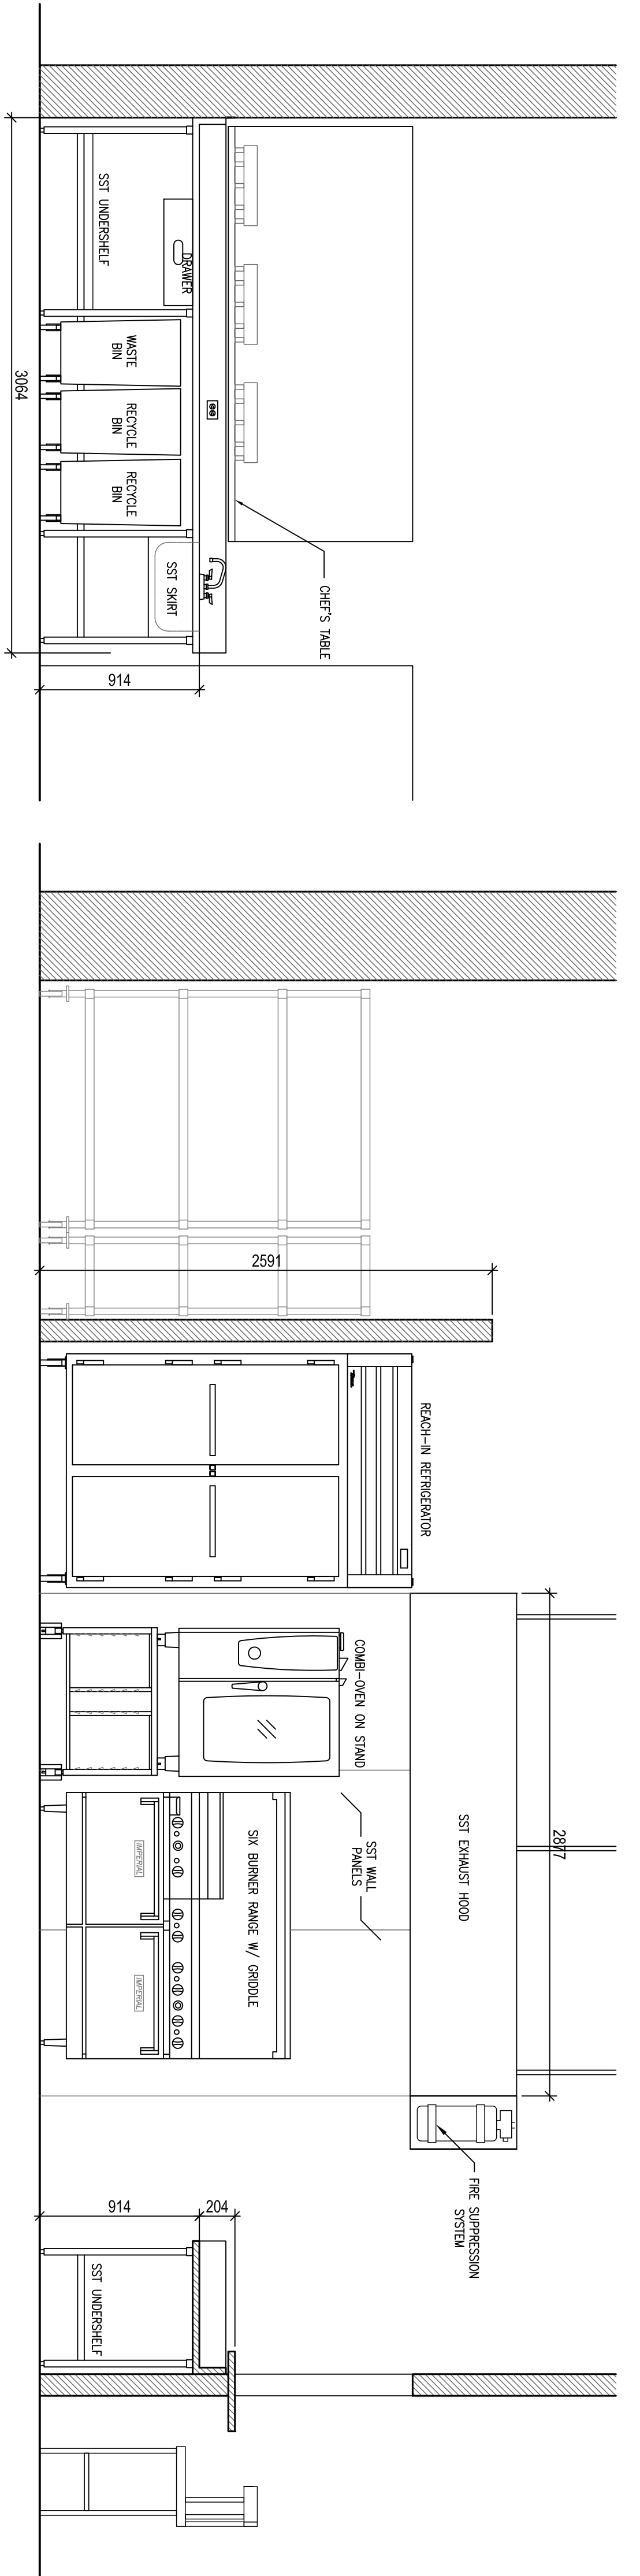 SST UNDERSHELF
DRAWER
WASTE
BIN
RECYCLE
BIN
RECYCLE
BIN
SST SKIRT
CHEF'S TABLE
3064
914
2591
REACH-IN REFRIGERATOR
COMBI-OVEN ON STAND
SST WALL
PANELS
SIX BURNER RANGE W/ GRIDDLE
IMPERIAL
IMPERIAL
SST EXHAUST HOOD
2877
FIRE SUPPRESSION
SYSTEM
914
204
SST UNDERSHELF